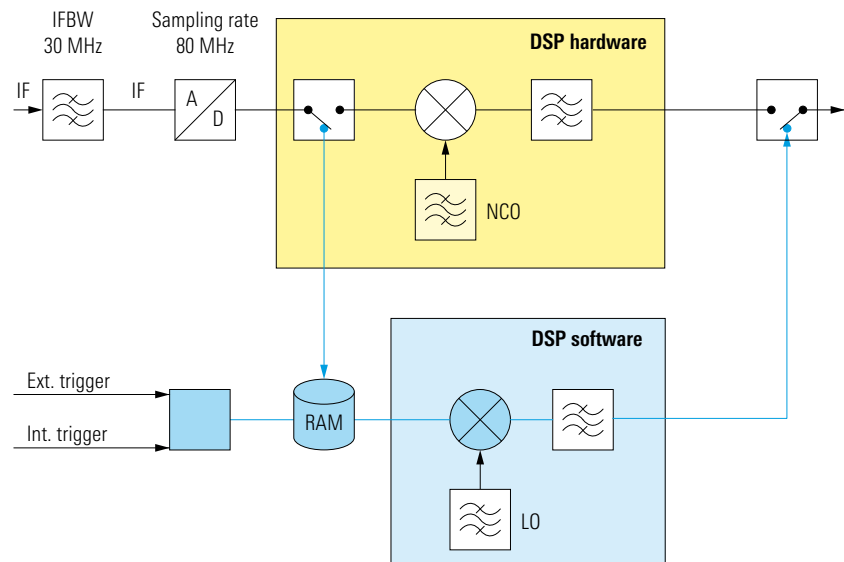 IFBW
30 MHz
Sampling rate
80 MHz
DSP hardware
IF
IF
A
D
NCO
DSP software
Ext. trigger
Int. trigger
RAM
LO